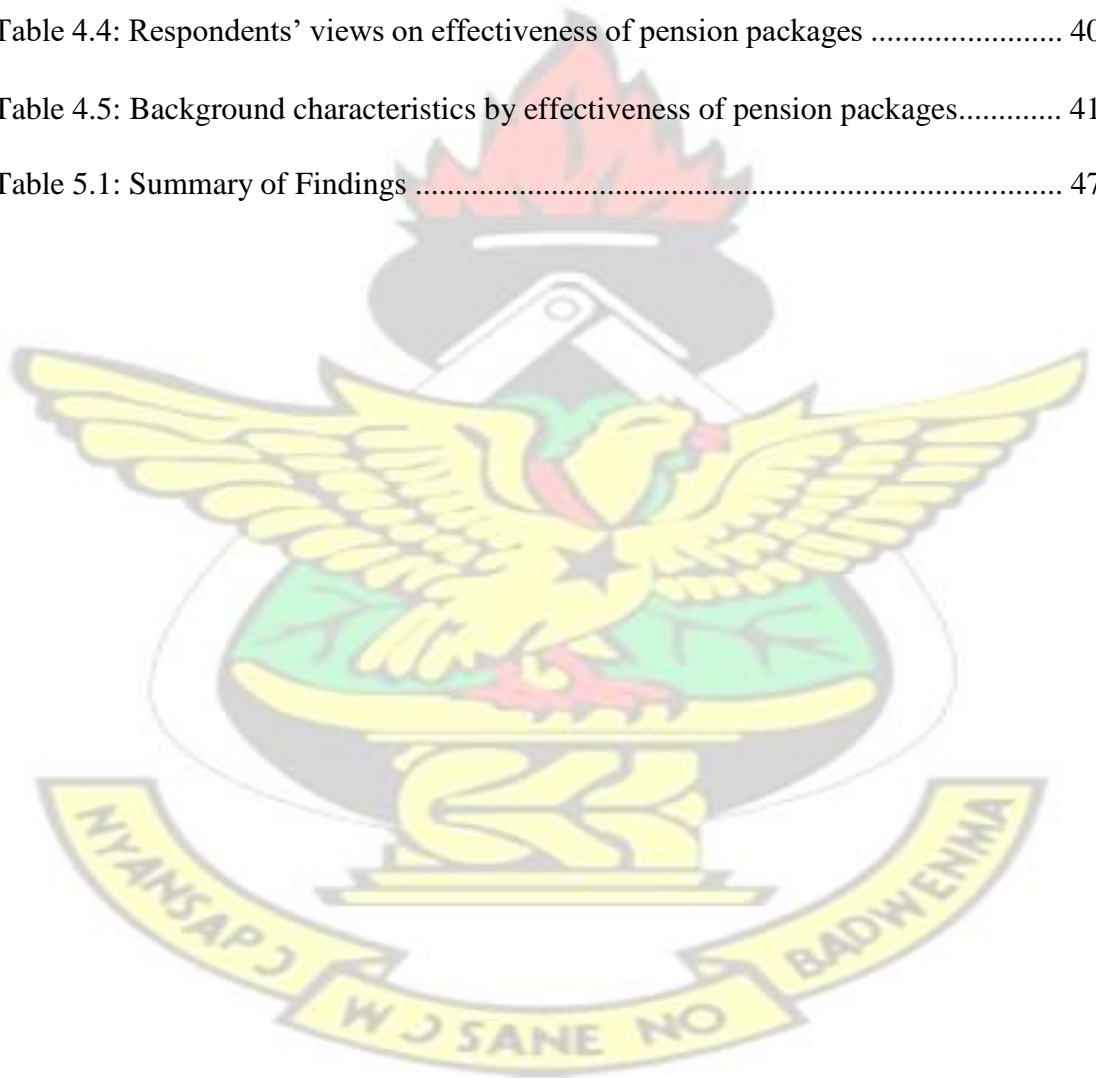 Table 4.4: Respondents’ views on effectiveness of pension packages ........................ 40
Table 4.5: Background characteristics by effectiveness of pension packages............. 41
Table 5.1: Summary of Findings ................................................................................. 47
NYANSAPƆ
WƆSANE NO
BADWENMA